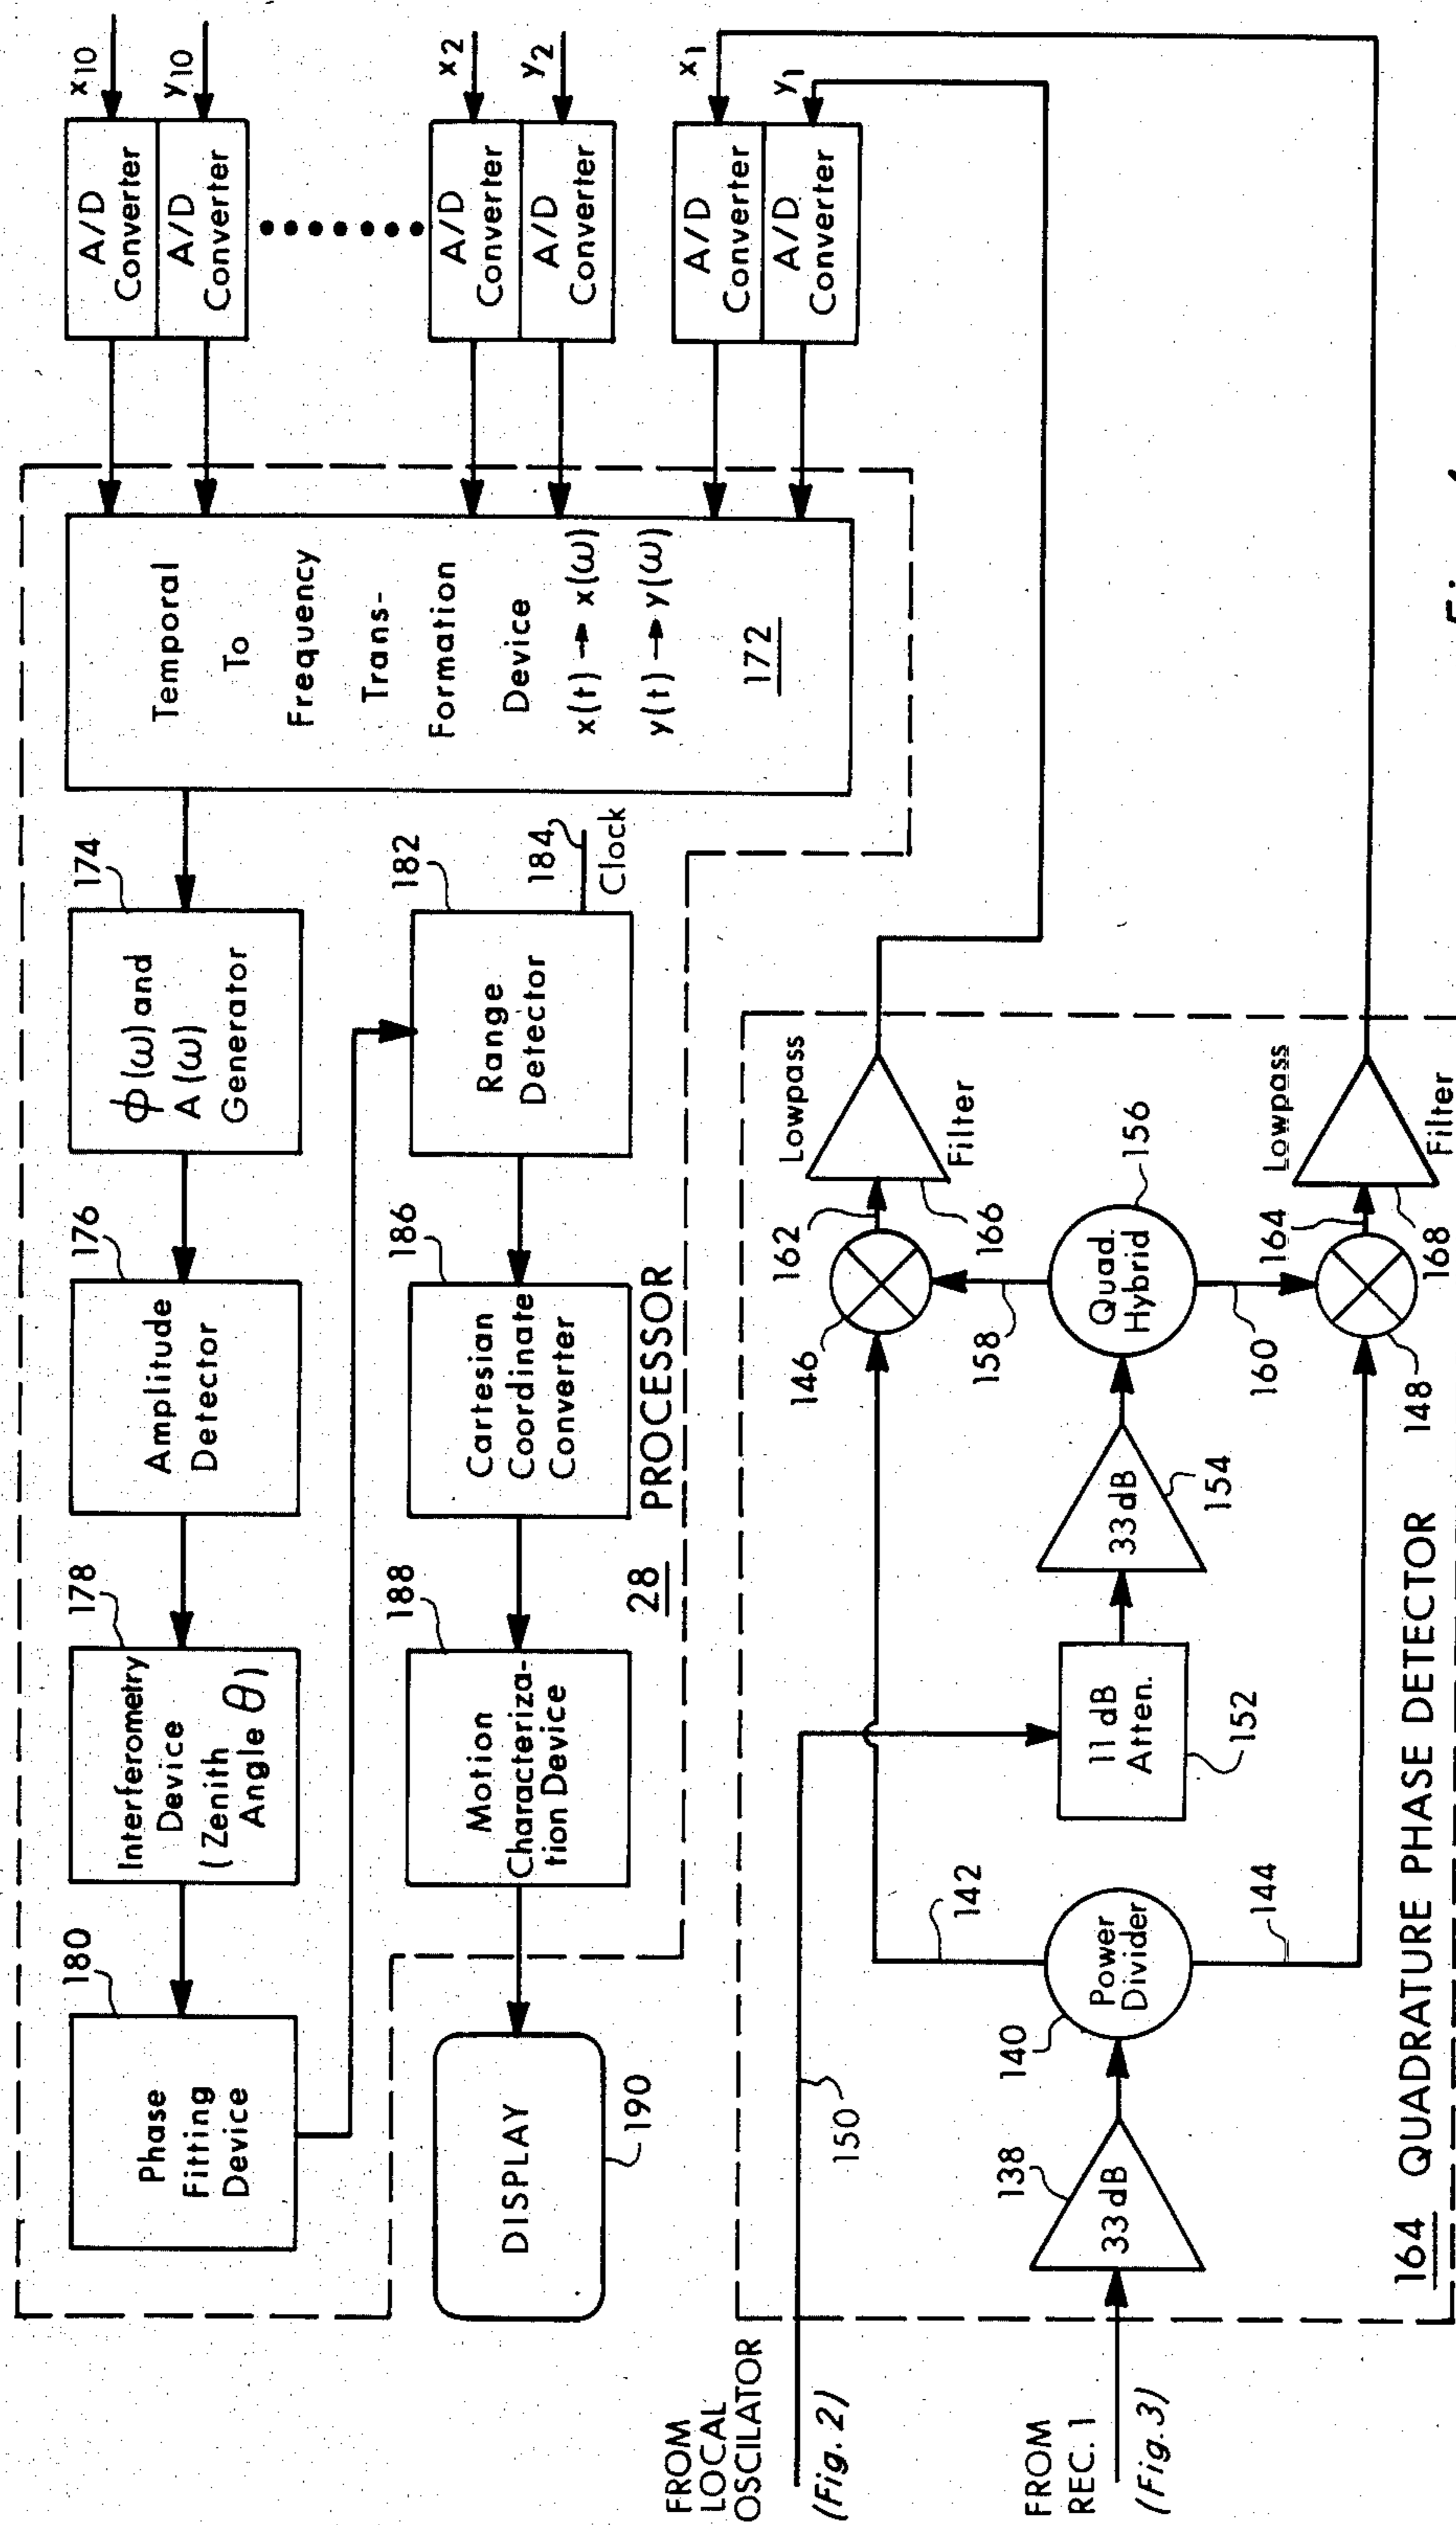 180
Phase
Fitting
Device
178
Interferometry
Device
(Zenith
Angle θ)
176
Amplitude
Detector
174
ϕ(ω) and
A(ω)
Generator
Temporal
To
Frequency
Trans-
Formation
Device
x(t) → x(ω)
y(t) → y(ω)
172
A/D
Converter
A/D
Converter
x10
y10
A/D
Converter
A/D
Converter
x2
y2
A/D
Converter
A/D
Converter
x1
y1
DISPLAY
190
188
Motion
Characteriza-
tion Device
186
Cartesian
Coordinate
Converter
182
Range
Detector
184
Clock
28 PROCESSOR
FROM
LOCAL
OSCILATOR
(Fig. 2)
150
FROM
REC. 1
(Fig. 3)
138
33 dB
140
Power
Divider
142
144
11 dB
Atten.
152
33 dB
154
146
158
Quad.
Hybrid
156
160
148
162
166
Lowpass
Filter
164
168
Lowpass
Filter
164 QUADRATURE PHASE DETECTOR